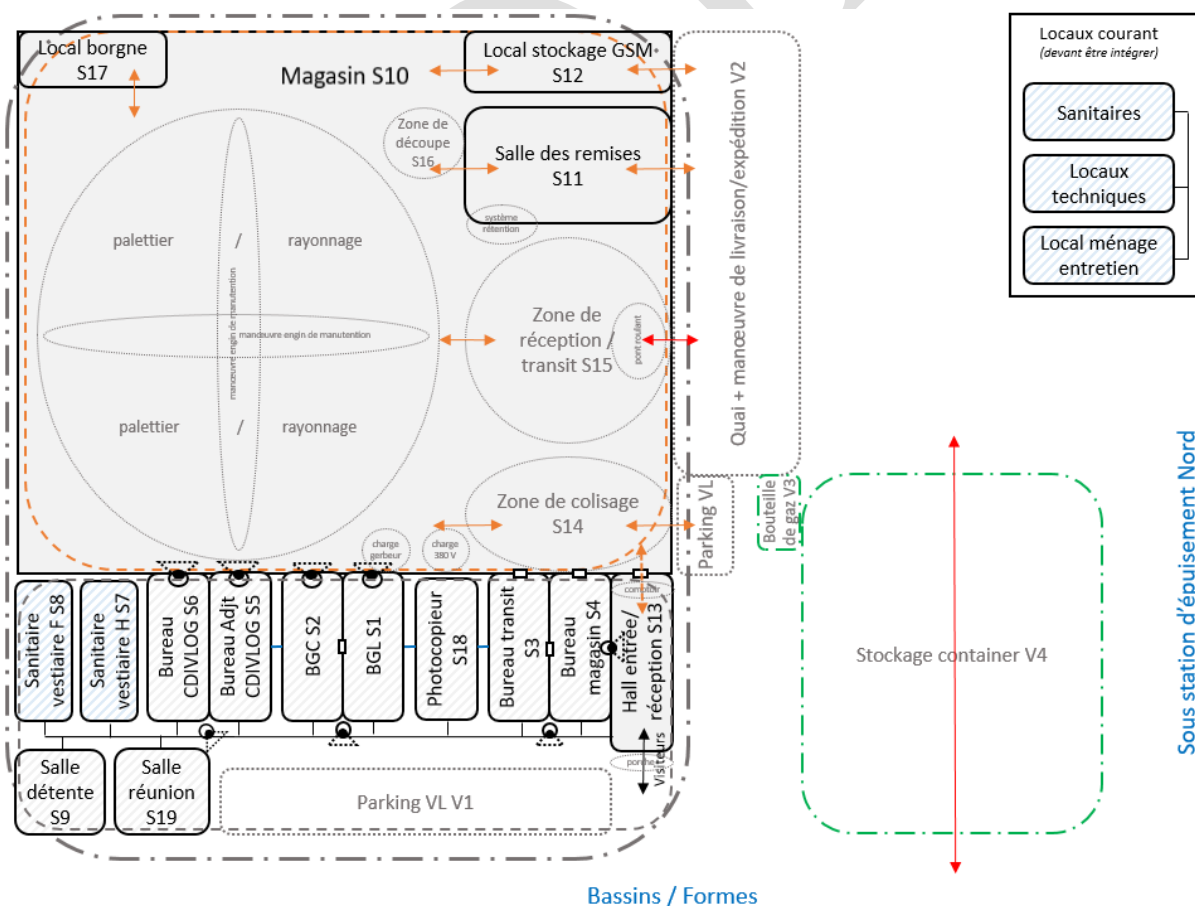 Local borgne
S17
Magasin S10
Local stockage GSM
S12
Zone de
découpe
S16
Salle des remises
S11
système
rétention
palettier
/
rayonnage
manœuvre engin de manutention
manœuvre engin de manutention
Zone de
réception /
transit S15
pont roulant
palettier
/
rayonnage
Zone de colisage
S14
charge
gerbeur
charge
380 V
Quai + manœuvre de livraison/expédition V2
Parking VL
Bouteille
de gaz V3
Locaux courant
(devant être intégrer)
Sanitaires
Locaux
techniques
Local ménage
entretien
Sanitaire
vestiaire F S8
Sanitaire
vestiaire H S7
Bureau
CDIVLOG S6
Bureau Adjt
CDIVLOG S5
BGC S2
BGL S1
Photocopieur
S18
Bureau transit
S3
Bureau
magasin S4
comptoir
Hall entrée/
réception S13
porche
Visiteurs
Salle
détente
S9
Salle
réunion
S19
Parking VL V1
Stockage container V4
Sous station d'épuisement Nord
Bassins / Formes